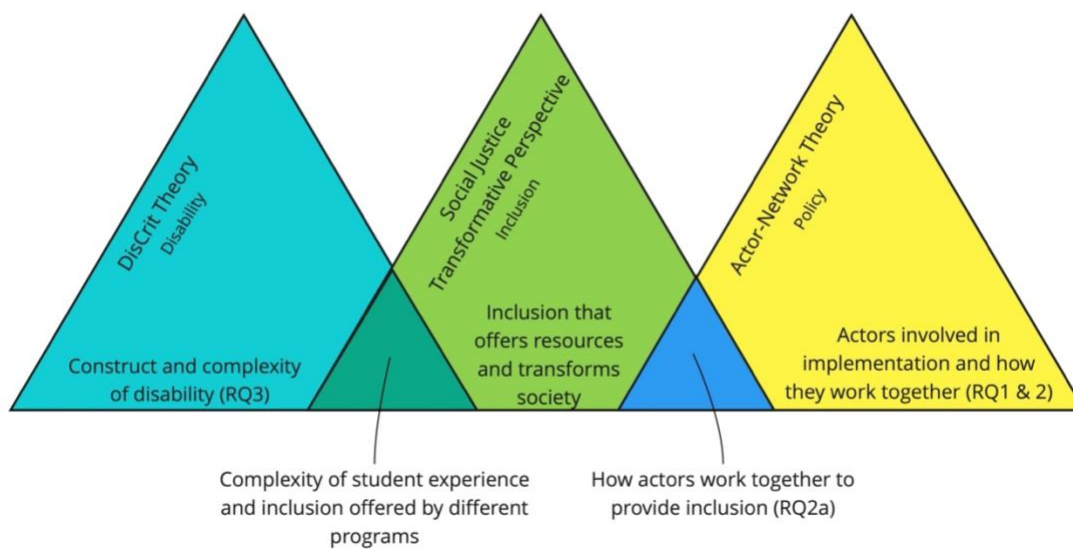 DisCrit Theory
Disability
Construct and complexity
of disability (RQ3)
Social Justice
Transformative Perspective
Inclusion
Inclusion that
offers resources
and transforms
society
Actor-Network Theory
Policy
Actors involved in
implementation and how
they work together (RQ1 & 2)
Complexity of student experience
and inclusion offered by different
programs
How actors work together to
provide inclusion (RQ2a)